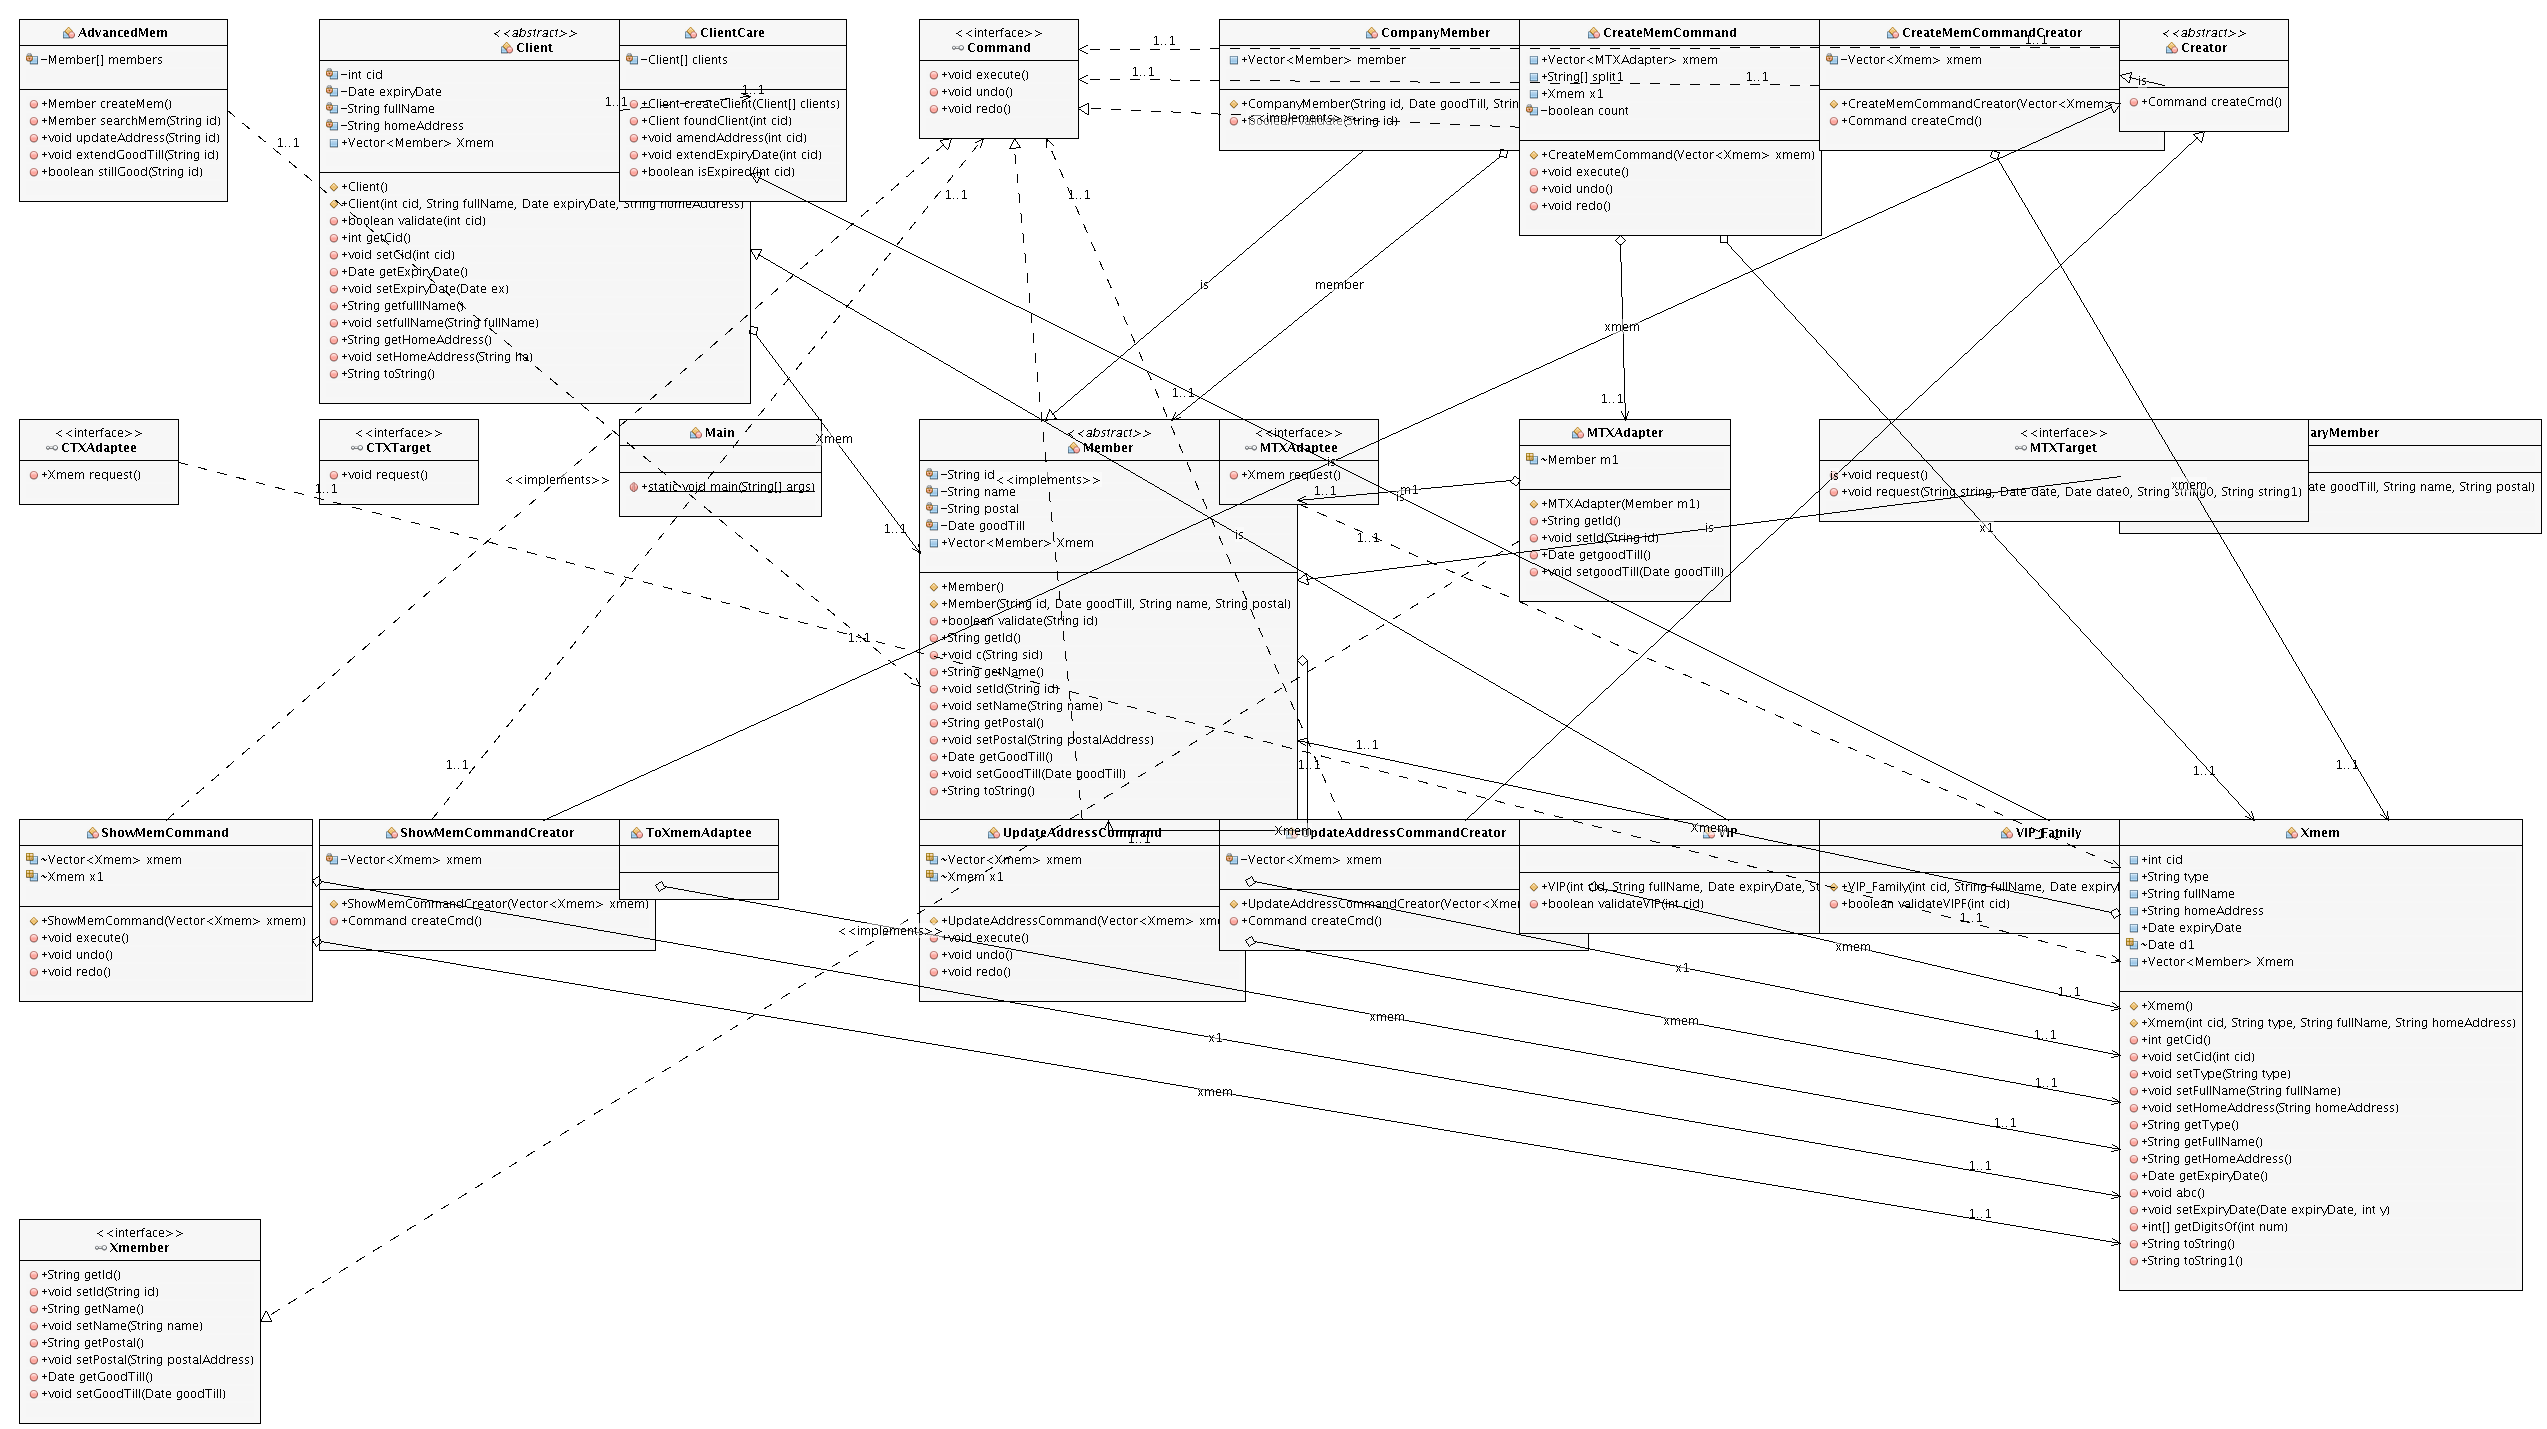 AdvancedMem
-Member[] members
+Member createMem()
+Member searchMem(String id)
+void updateAddress(String id)
+void extendGoodTill(String id)
+boolean stillGood(String id)
<<abstract>>
Client
-int cid
-Date expiryDate
-String fullName
-String homeAddress
+Vector<Member> Xmem
+Client()
+Client(int cid, String fullName, Date expiryDate, String homeAddress)
+boolean validate(int cid)
+int getCid()
+void setCid(int cid)
+Date getExpiryDate()
+void setExpiryDate(Date ex)
+String getfulllName()
+void setfullName(String fullName)
+String getHomeAddress()
+void setHomeAddress(String ha)
+String toString()
ClientCare
-Client[] clients
+Client createClient(Client[] clients)
+Client foundClient(int cid)
+void amendAddress(int cid)
+void extendExpiryDate(int cid)
+boolean isExpired(int cid)
<<interface>>
Command
+void execute()
+void undo()
+void redo()
CompanyMember
+Vector<Member> member
+CompanyMember(String id, Date goodTill, Strin
+boolean validate(String id)
<<implements>>
CreateMemCommand
+Vector<MTXAdapter> xmem
+String[] split1
+Xmem x1
-boolean count
+CreateMemCommand(Vector<Xmem> xmem)
+void execute()
+void undo()
+void redo()
CreateMemCommandCreator
-Vector<Xmem> xmem
+CreateMemCommandCreator(Vector<Xmem>
+Command createCmd()
<<abstract>>
Creator
is
+Command createCmd()
1..1
1..1
1..1
1..1
1..1
1..1
1..1
1..1
1..1
is
member
xmem
1..1
1..1
<<interface>>
CTXAdaptee
+Xmem request()
<<interface>>
CTXTarget
+void request()
Main
+static void main(String[] args)
Xmem
<<implements>>
1..1
1..1
<<abstract>>
Member
-String id
-String name
-String postal
-Date goodTill
+Vector<Member> Xmem
<<implements>>
+Member()
+Member(String id, Date goodTill, String name, String postal)
+boolean validate(String id)
+String getId()
+void c(String sid)
+String getName()
+void setId(String id)
+void setName(String name)
+String getPostal()
+void setPostal(String postalAddress)
+Date getGoodTill()
+void setGoodTill(Date goodTill)
+String toString()
<<interface>>
MTXAdaptee
+Xmem request()
is
is
1..1
m1
is
1..1
is
MTXAdapter
~Member m1
+MTXAdapter(Member m1)
+String getId()
+void setId(String id)
+Date getgoodTill()
+void setgoodTill(Date goodTill)
<<interface>>
MTXTarget
is
+void request()
+void request(String string, Date date, Date date0, String string0, String string1)
xmem
x1
aryMember
ate goodTill, String name, String postal)
1..1
1..1
1..1
1..1
1..1
1..1
ShowMemCommand
~Vector<Xmem> xmem
~Xmem x1
+ShowMemCommand(Vector<Xmem> xmem)
+void execute()
+void undo()
+void redo()
ShowMemCommandCreator
-Vector<Xmem> xmem
+ShowMemCommandCreator(Vector<Xmem> xmem)
+Command createCmd()
ToXmemAdaptee
UpdateAddressCommand
1..1
~Vector<Xmem> xmem
~Xmem x1
+UpdateAddressCommand(Vector<Xmem> xm
+void execute()
+void undo()
+void redo()
<<implements>>
Xmem
UpdateAddressCommandCreator
-Vector<Xmem> xmem
+UpdateAddressCommandCreator(Vector<Xmem
+Command createCmd()
Xmem
VIP
+VIP(int cid, String fullName, Date expiryDate, St
+boolean validateVIP(int cid)
VIP_Family
+VIP_Family(int cid, String fullName, Date expiryl
+boolean validateVIPF(int cid)
1..1
Xmem
+int cid
+String type
+String fullName
+String homeAddress
+Date expiryDate
~Date d1
+Vector<Member> Xmem
+Xmem()
+Xmem(int cid, String type, String fullName, String homeAddress)
+int getCid()
+void setCid(int cid)
+void setType(String type)
+void setFullName(String fullName)
+void setHomeAddress(String homeAddress)
+String getType()
+String getFullName()
+String getHomeAddress()
+Date getExpiryDate()
+void abc()
+void setExpiryDate(Date expiryDate, int y)
+int[] getDigitsOf(int num)
+String toString()
+String toString1()
xmem
x1
xmem
xmem
x1
xmem
1..1
1..1
1..1
1..1
1..1
1..1
<<interface>>
Xmember
+String getId()
+void setId(String id)
+String getName()
+void setName(String name)
+String getPostal()
+void setPostal(String postalAddress)
+Date getGoodTill()
+void setGoodTill(Date goodTill)